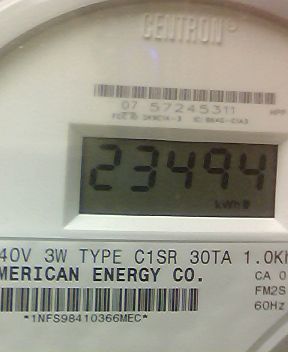 CENTRON®
07 57245311
23494
kWh
40V 3W TYPE C1SR 30TA 1.0Kh
MERICAN ENERGY CO.
CA 0
FM2S
60Hz
*1NFS98410366MEC*